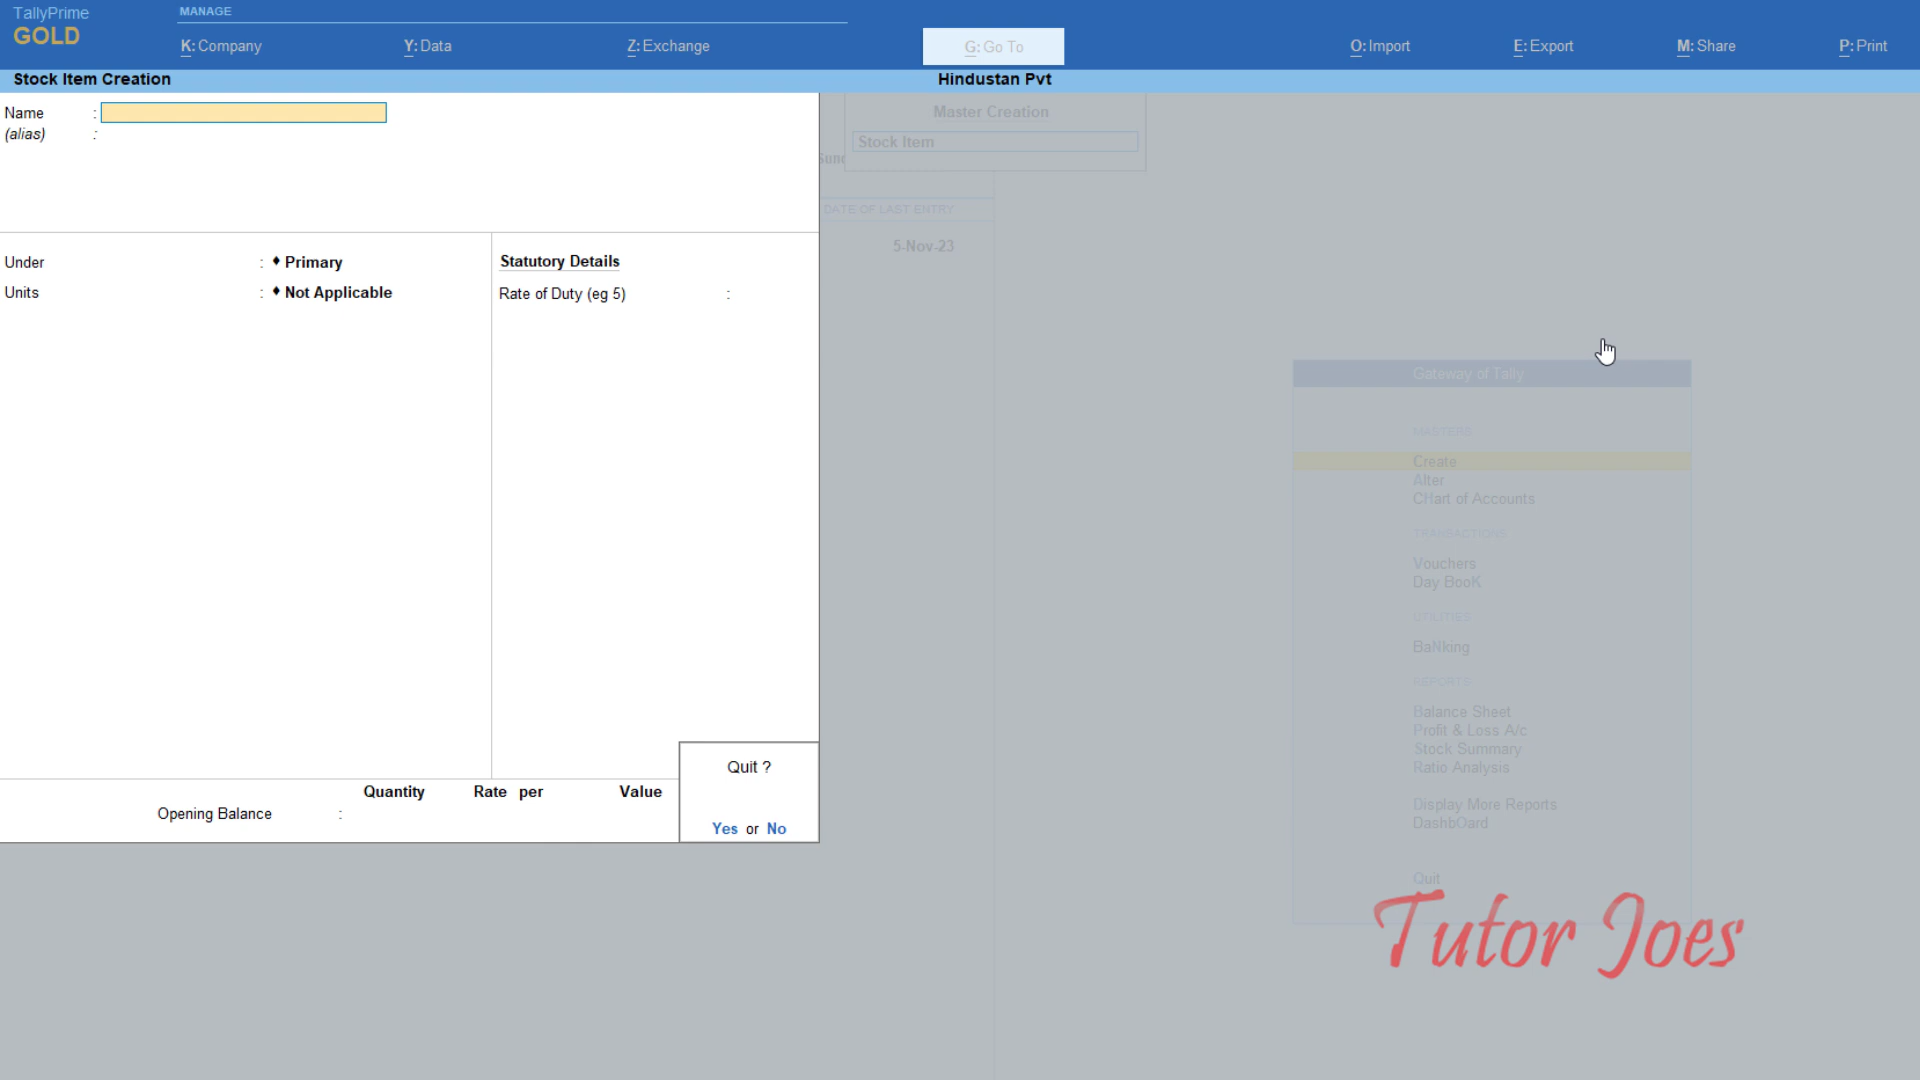 TallyPrime
GOLD
MANAGE
K: Company
Y: Data
Z: Exchange
G: Go To
O: Import
E: Export
M: Share
P: Print
Stock Item Creation
Hindustan Pvt
Name :
(alias) :
Master Creation
Stock Item
DATE OF LAST ENTRY
5-Nov-23
Under : ♦ Primary
Units : ♦ Not Applicable
Statutory Details
Rate of Duty (eg 5) :
Gateway of Tally
MASTERS
Create
Alter
CHart of Accounts
TRANSACTIONS
Vouchers
Day BooK
UTILITIES
BaNking
REPORTS
Balance Sheet
Profit & Loss A/c
Stock Summary
Ratio Analysis
Display More Reports
DashbOard
Quit
Quantity Rate per Value
Opening Balance :
Quit ?
Yes or No
Tutor Joes